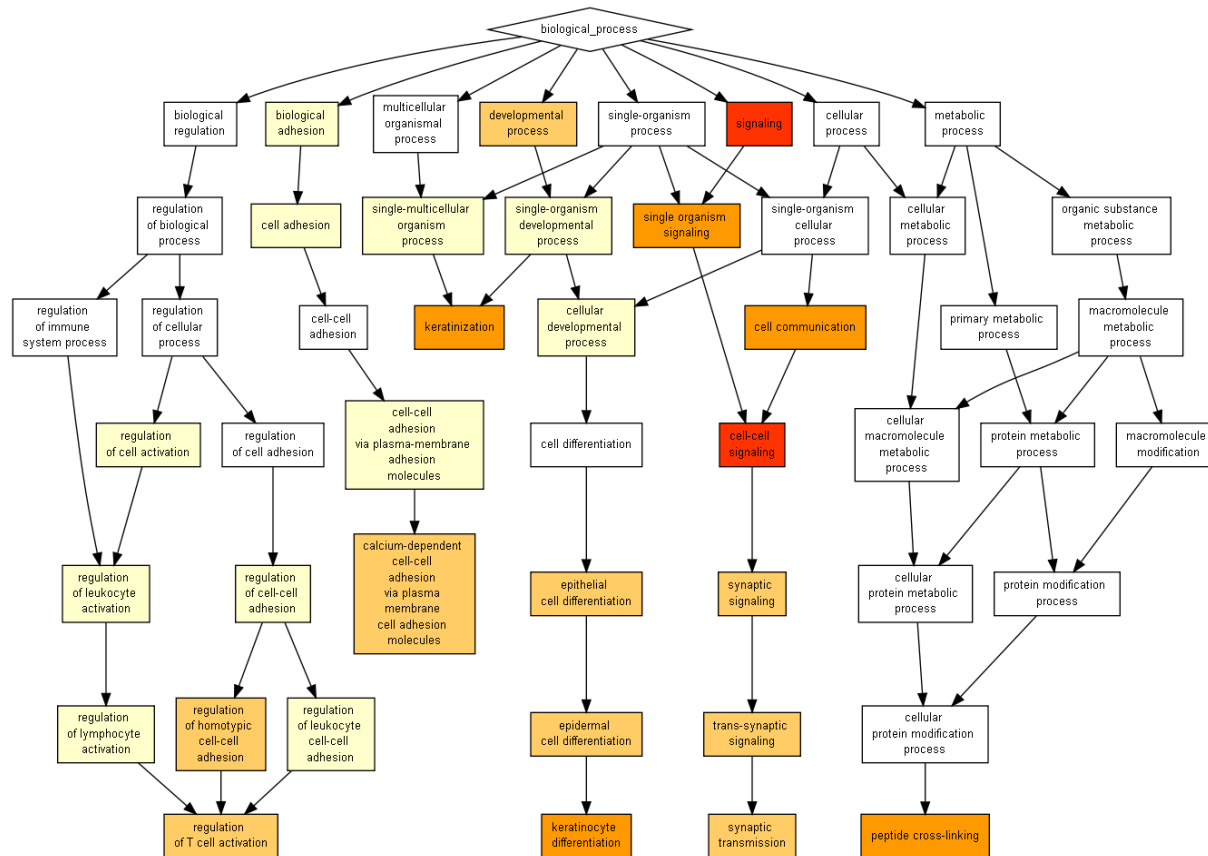 biological_process
biological
regulation
biological
adhesion
multicellular
organismal
process
developmental
process
single-organism
process
signaling
cellular
process
metabolic
process
regulation
of biological
process
cell adhesion
single-multicellular
organism
process
single-organism
developmental
process
single organism
signaling
single-organism
cellular
process
cellular
metabolic
process
organic substance
metabolic
process
regulation
of immune
system process
regulation
of cellular
process
cell-cell
adhesion
keratinization
cellular
developmental
process
cell communication
primary metabolic
process
macromolecule
metabolic
process
regulation
of cell activation
regulation
of cell adhesion
cell-cell
adhesion
via plasma-membrane
adhesion
molecules
cell differentiation
cell-cell
signaling
cellular
macromolecule
metabolic
process
protein metabolic
process
macromolecule
modification
regulation
of leukocyte
activation
regulation
of cell-cell
adhesion
calcium-dependent
cell-cell
adhesion
via plasma
membrane
cell adhesion
molecules
epithelial
cell differentiation
synaptic
signaling
cellular
protein metabolic
process
protein modification
process
regulation
of lymphocyte
activation
regulation
of homotypic
cell-cell
adhesion
regulation
of leukocyte
cell-cell
adhesion
epidermal
cell differentiation
trans-synaptic
signaling
cellular
protein modification
process
regulation
of T cell activation
keratinocyte
differentiation
synaptic
transmission
peptide cross-linking